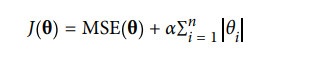 J(θ) = MSE(θ) + αΣⁿᵢ ₌ ₁|θᵢ|